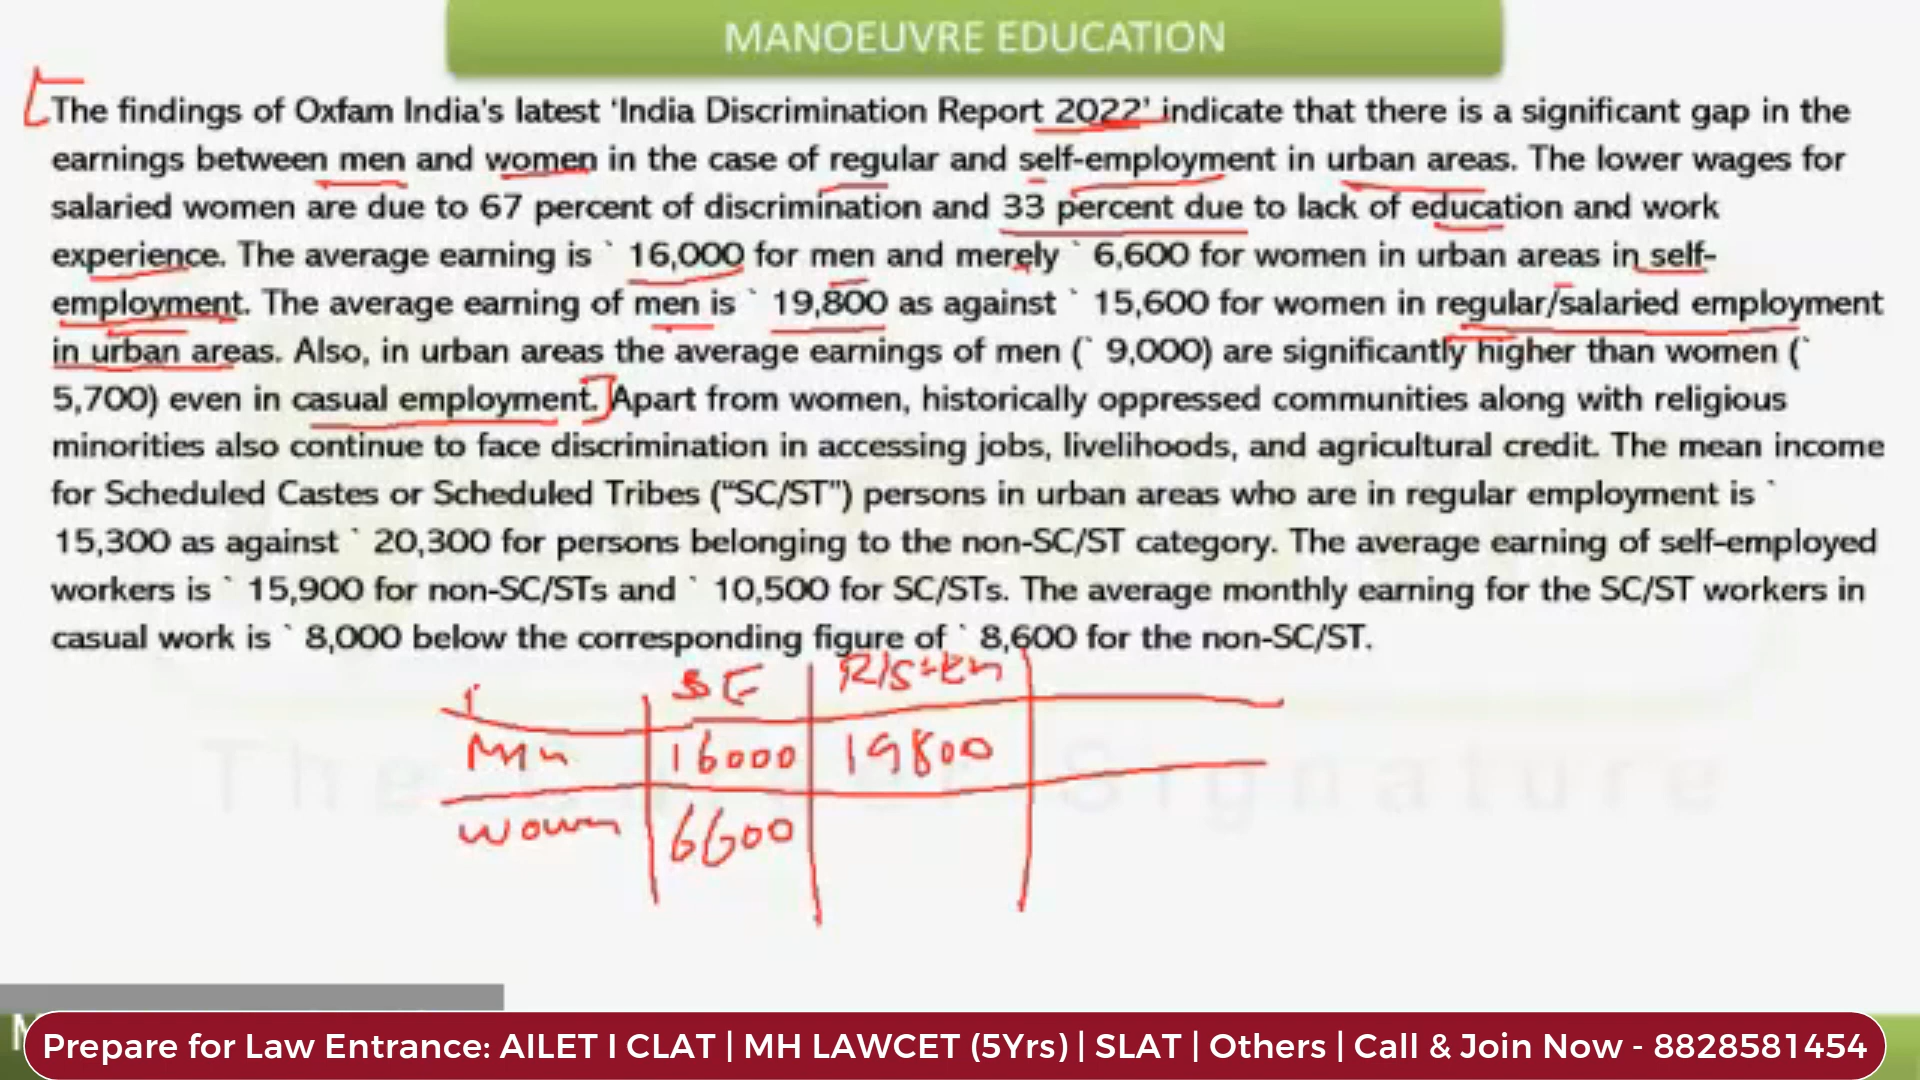 MANOEUVRE EDUCATION
The findings of Oxfam India's latest 'India Discrimination Report 2022' indicate that there is a significant gap in the
earnings between men and women in the case of regular and self-employment in urban areas. The lower wages for
salaried women are due to 67 percent of discrimination and 33 percent due to lack of education and work
experience. The average earning is ` 16,000 for men and merely ` 6,600 for women in urban areas in self-
employment. The average earning of men is ` 19,800 as against ` 15,600 for women in regular/salaried employment
in urban areas. Also, in urban areas the average earnings of men (` 9,000) are significantly higher than women (`
5,700) even in casual employment. Apart from women, historically oppressed communities along with religious
minorities also continue to face discrimination in accessing jobs, livelihoods, and agricultural credit. The mean income
for Scheduled Castes or Scheduled Tribes ("SC/ST") persons in urban areas who are in regular employment is `
15,300 as against ` 20,300 for persons belonging to the non-SC/ST category. The average earning of self-employed
workers is ` 15,900 for non-SC/STs and ` 10,500 for SC/STs. The average monthly earning for the SC/ST workers in
casual work is ` 8,000 below the corresponding figure of ` 8,600 for the non-SC/ST.
SE
Men 16000 19800
women 6600
The Signature
Prepare for Law Entrance: AILET I CLAT | MH LAWCET (5Yrs) | SLAT | Others | Call & Join Now - 8828581454